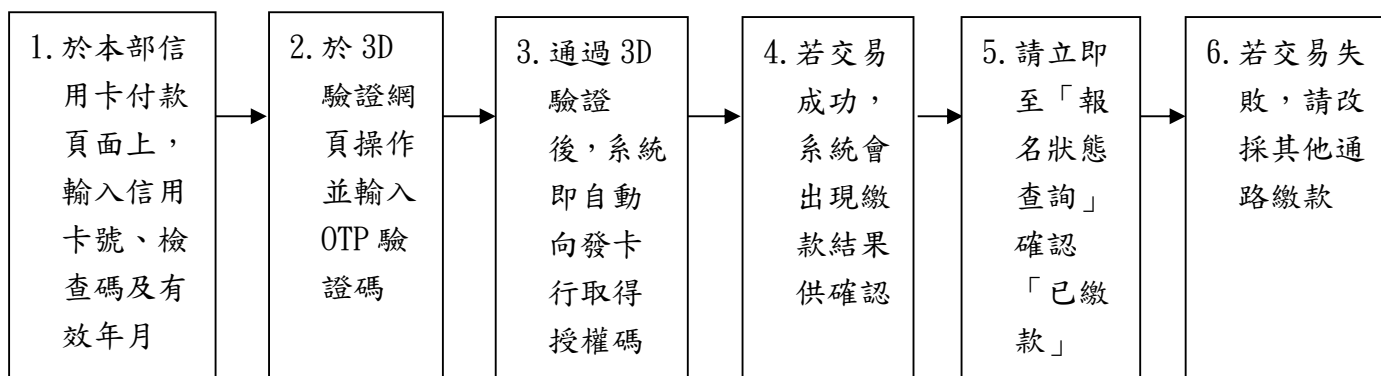 1.於本部信
用卡付款
頁面上，
輸入信用
卡號、檢
查碼及有
效年月
2.於 3D
驗證網
頁操作
並輸入
OTP 驗
證碼
3.通過 3D
驗證
後，系統
即自動
向發卡
行取得
授權碼
4.若交易
成功，
系統會
出現繳
款結果
供確認
5.請立即
至「報
名狀態
查詢」
確認
「已繳
款」
6.若交易失
敗，請改
採其他通
路繳款